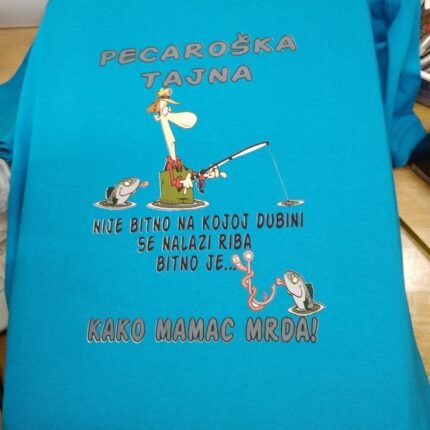 PECAROŠKA
TAJNA
NIJE BITNO NA KOJOJ DUBINI
SE NALAZI RIBA
BITNO JE...
KAKO MAMAC MRDA!